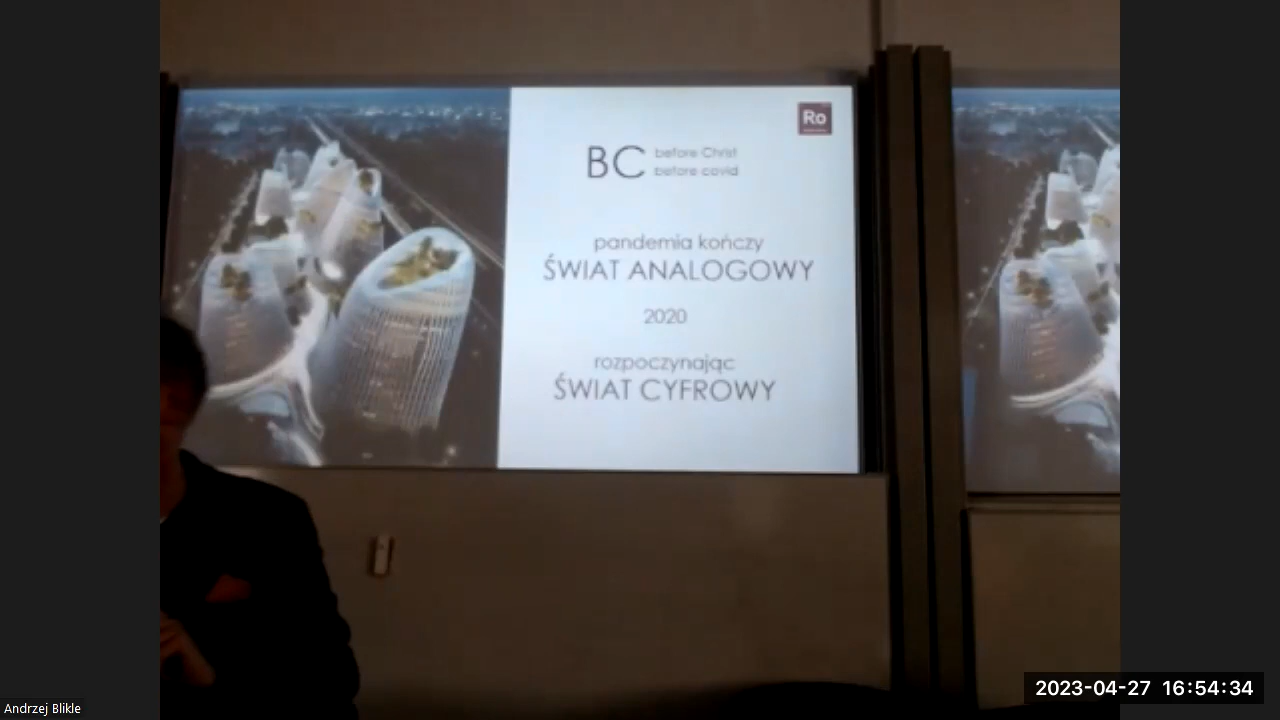 Ro
BC before Christ
before covid
pandemia kończy
ŚWIAT ANALOGOWY
2020
rozpoczynając
ŚWIAT CYFROWY
Andrzej Blikle
2023-04-27 16:54:34